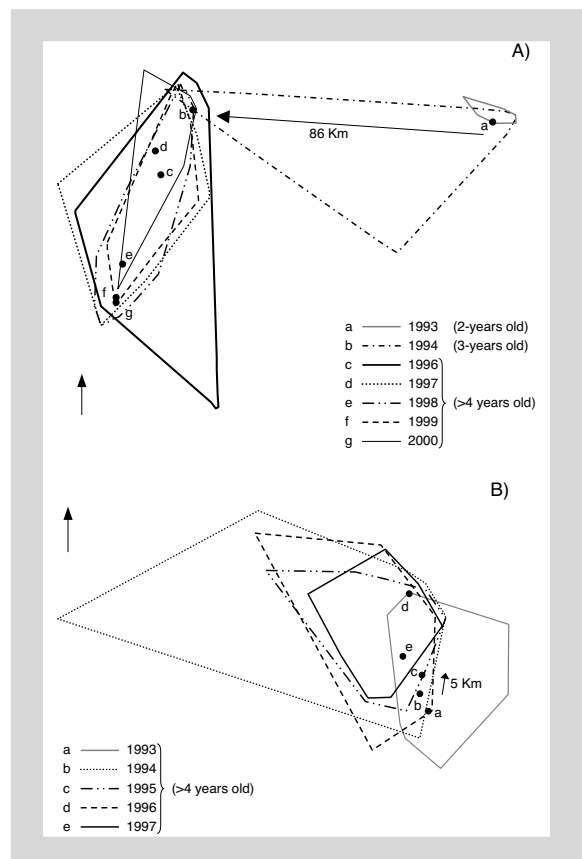 A)
b
a
86 Km
d
c
e
f
g
a 1993 (2-years old)
b 1994 (3-years old)
c 1996
d 1997
e 1998 (>4 years old)
f 1999
g 2000
B)
d
e
c
5 Km
b
a
a 1993
b 1994
c 1995 (>4 years old)
d 1996
e 1997